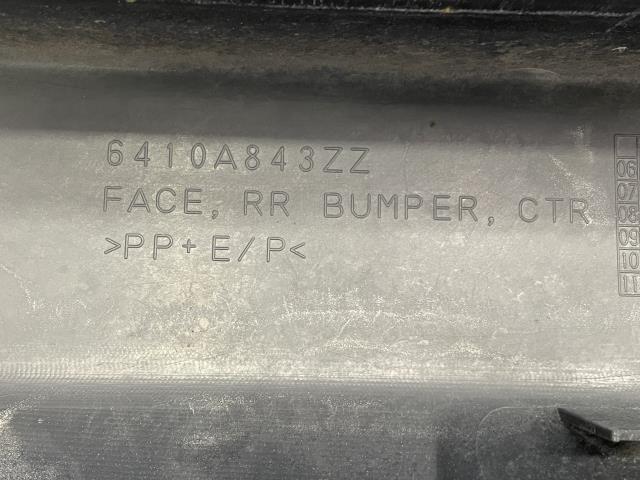 6410A843ZZ
FACE, RR BUMPER, CTR
>PP+E/P<
06
07
08
09
10
11